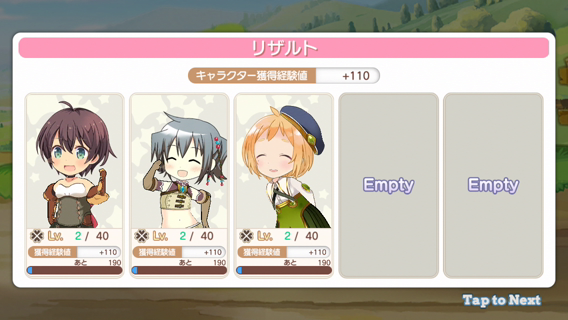 リザルト
キャラクター獲得経験値 +110
Lv. 2 / 40
獲得経験値 +110
あと 190
Lv. 2 / 40
獲得経験値 +110
あと 190
Lv. 2 / 40
獲得経験値 +110
あと 190
Empty
Empty
Tap to Next